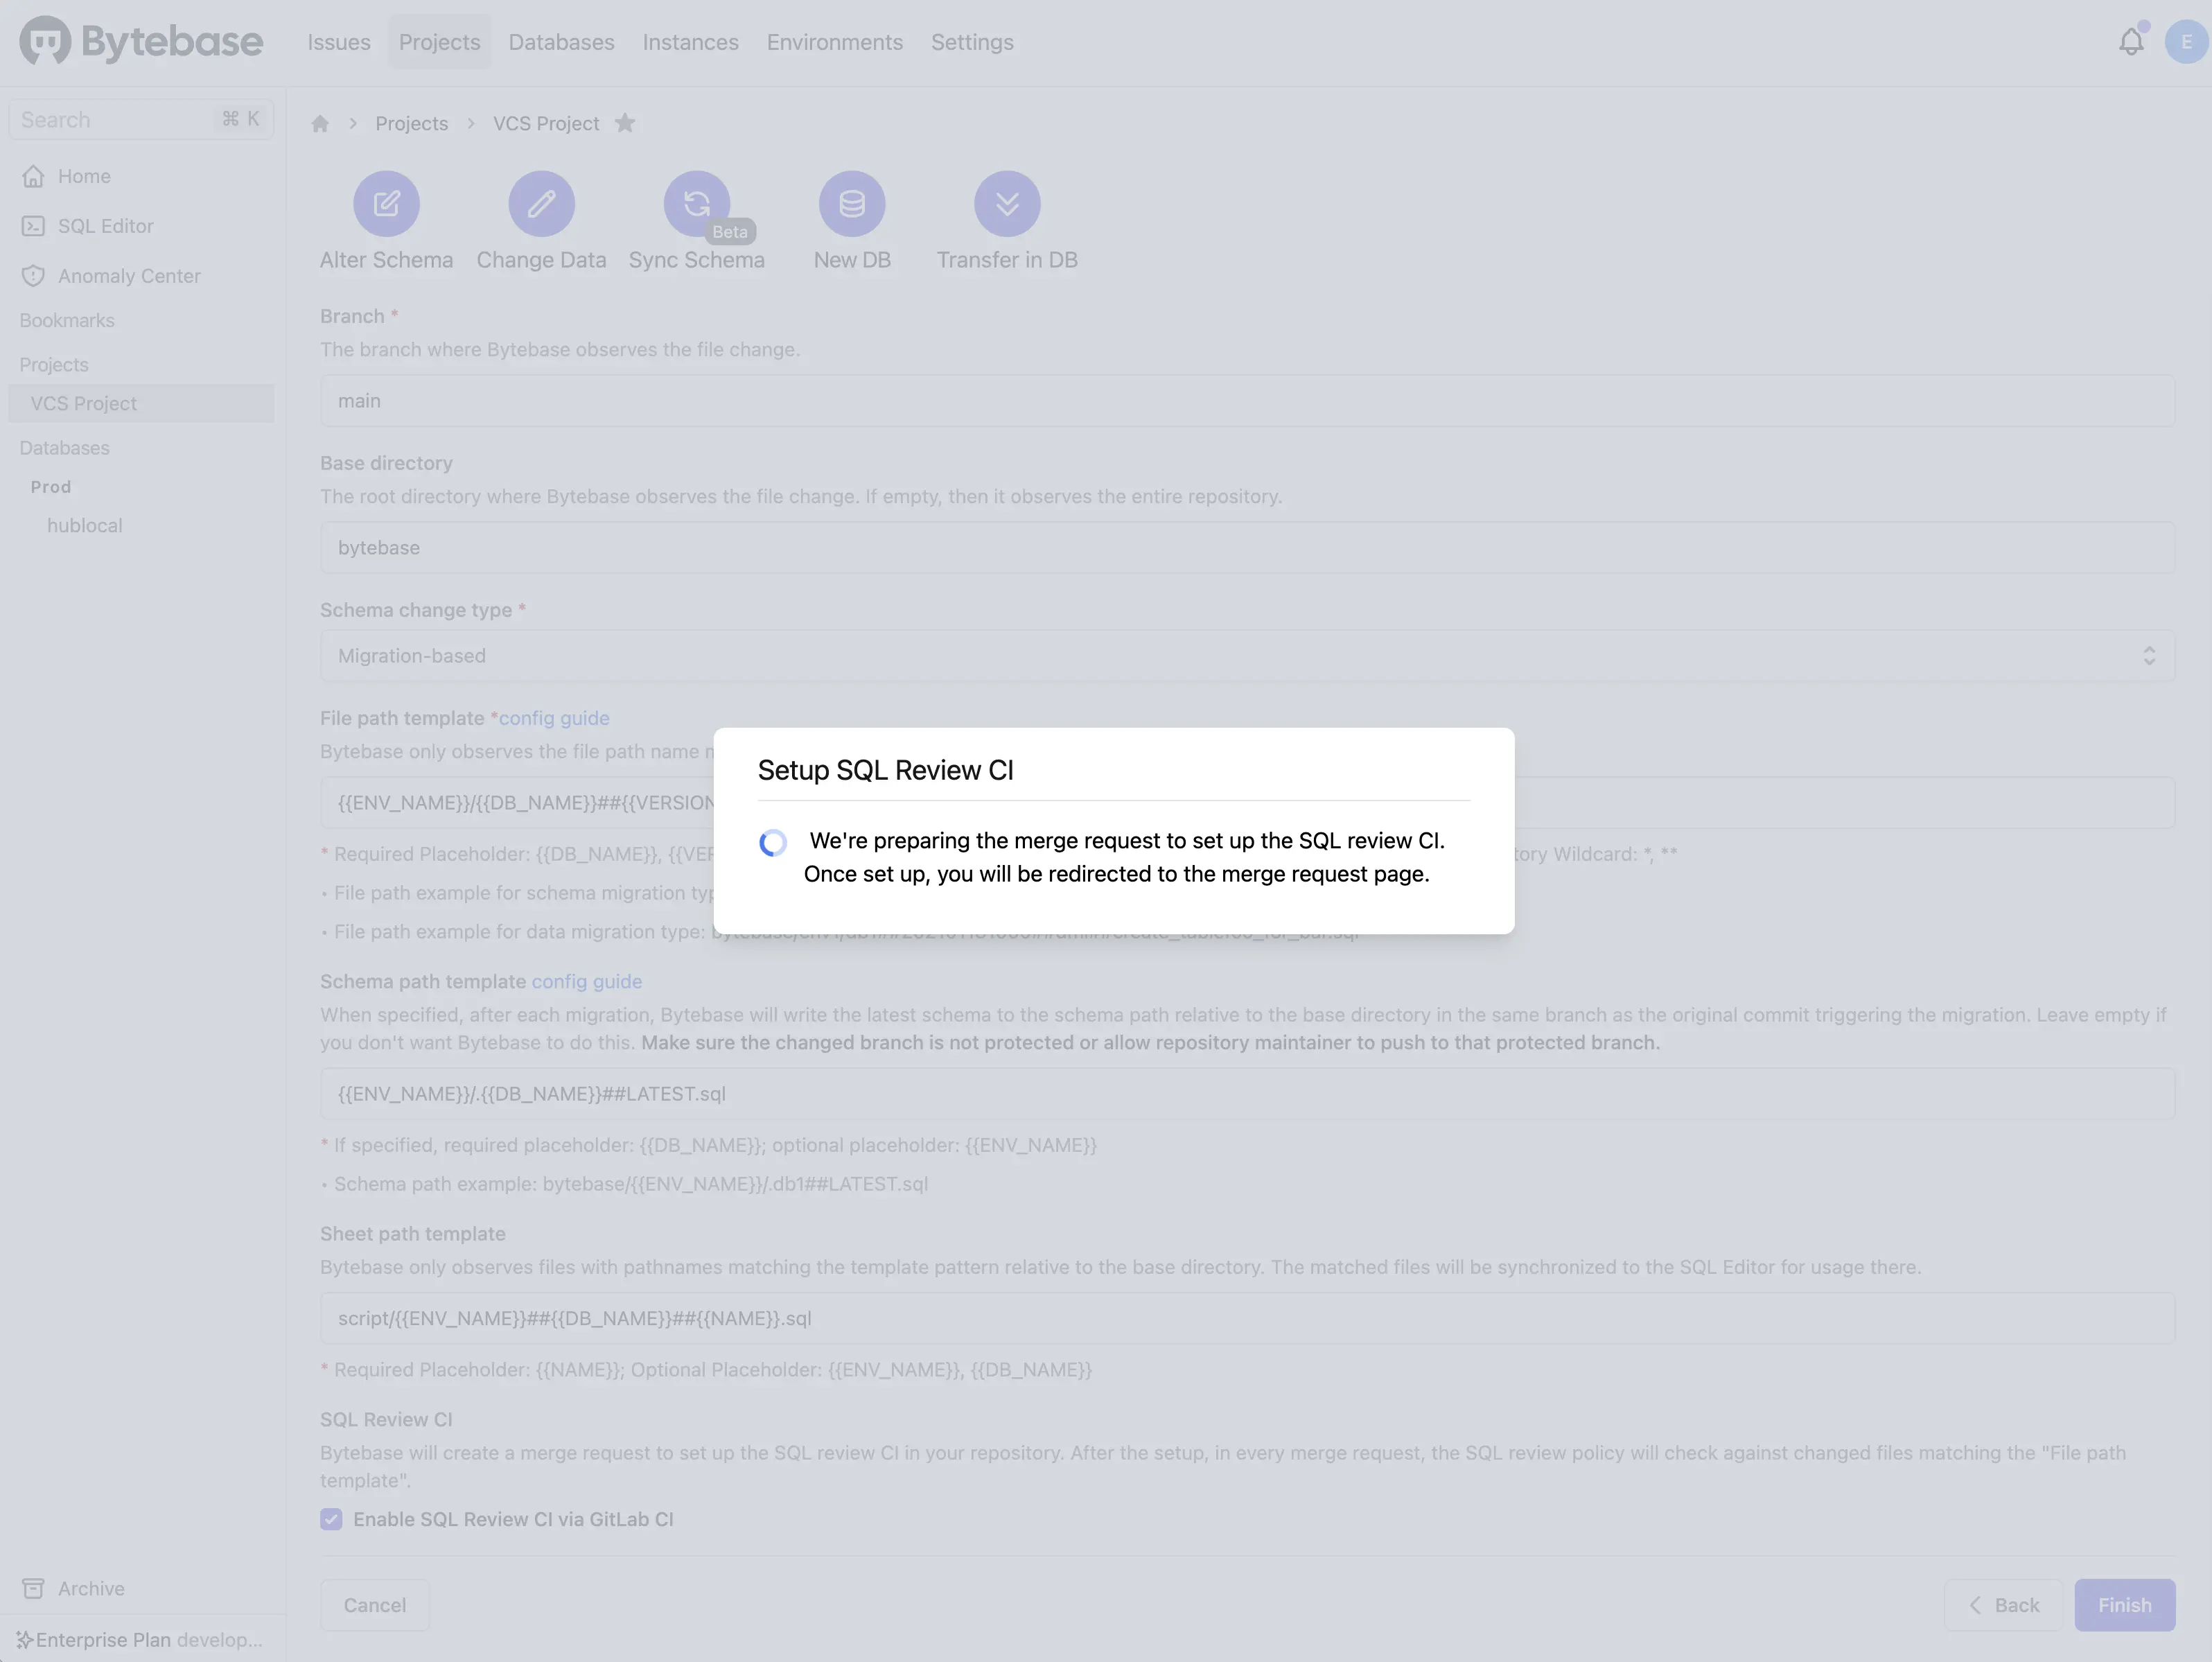 Bytebase
Issues
Projects
Databases
Instances
Environments
Settings
E
Search
⌘ K
Home
SQL Editor
Anomaly Center
Bookmarks
Projects
VCS Project
Databases
Prod
hublocal
Archive
Enterprise Plan develop...
Projects
VCS Project
Alter Schema
Change Data
Beta
Sync Schema
New DB
Transfer in DB
Branch *
The branch where Bytebase observes the file change.
main
Base directory
The root directory where Bytebase observes the file change. If empty, then it observes the entire repository.
bytebase
Schema change type *
Migration-based
File path template *config guide
Bytebase only observes the file path name
{{ENV_NAME}}/{{DB_NAME}}##{{VERSION
* Required Placeholder: {{DB_NAME}}, {{VER
tory Wildcard: *, **
• File path example for schema migration typ
• File path example for data migration type:
Setup SQL Review CI
We're preparing the merge request to set up the SQL review CI.
Once set up, you will be redirected to the merge request page.
Schema path template config guide
When specified, after each migration, Bytebase will write the latest schema to the schema path relative to the base directory in the same branch as the original commit triggering the migration. Leave empty if
you don't want Bytebase to do this. Make sure the changed branch is not protected or allow repository maintainer to push to that protected branch.
{{ENV_NAME}}/.{{DB_NAME}}##LATEST.sql
* If specified, required placeholder: {{DB_NAME}}; optional placeholder: {{ENV_NAME}}
• Schema path example: bytebase/{{ENV_NAME}}/.db1##LATEST.sql
Sheet path template
Bytebase only observes files with pathnames matching the template pattern relative to the base directory. The matched files will be synchronized to the SQL Editor for usage there.
script/{{ENV_NAME}}##{{DB_NAME}}##{{NAME}}.sql
* Required Placeholder: {{NAME}}; Optional Placeholder: {{ENV_NAME}}, {{DB_NAME}}
SQL Review CI
Bytebase will create a merge request to set up the SQL review CI in your repository. After the setup, in every merge request, the SQL review policy will check against changed files matching the "File path
template".
Enable SQL Review CI via GitLab CI
Cancel
Back
Finish